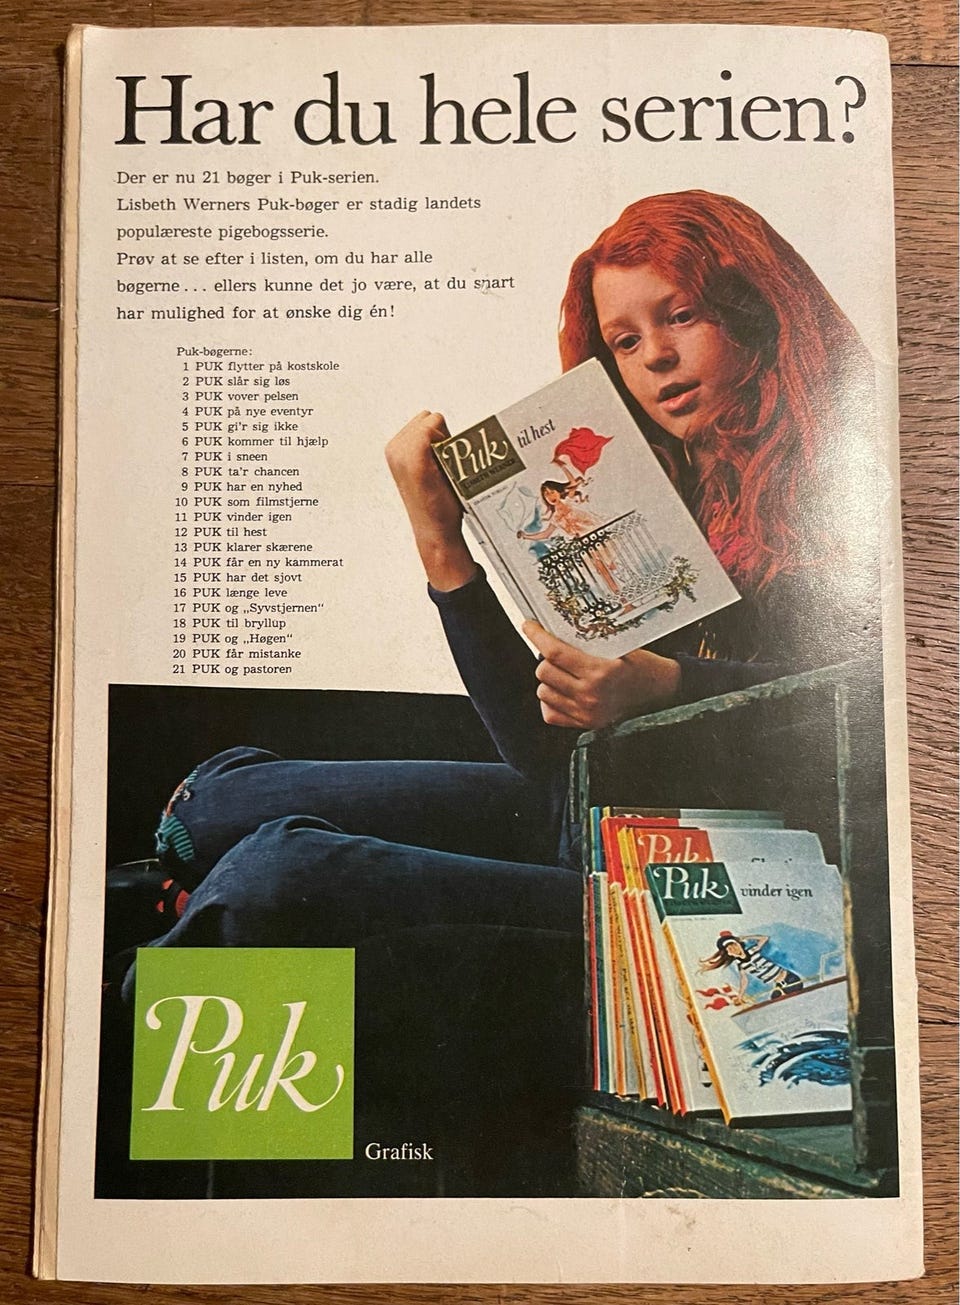 Har du hele serien?
Der er nu 21 bøger i Puk-serien.
Lisbeth Werners Puk-bøger er stadig landets
populæreste pigebogsserie.
Prøv at se efter i listen, om du har alle
bøgerne... ellers kunne det jo være, at du snart
har mulighed for at ønske dig én!
Puk-bøgerne:
1 PUK flytter på kostskole
2 PUK slår sig løs
3 PUK vover pelsen
4 PUK på nye eventyr
5 PUK gi'r sig ikke
6 PUK kommer til hjælp
7 PUK i sneen
8 PUK ta'r chancen
9 PUK har en nyhed
10 PUK som filmstjerne
11 PUK vinder igen
12 PUK til hest
13 PUK klarer skærene
14 PUK får en ny kammerat
15 PUK har det sjovt
16 PUK længe leve
17 PUK og „Syvstjernen"
18 PUK til bryllup
19 PUK og „Høgen"
20 PUK får mistanke
21 PUK og pastoren
Puk til hest
LISBETH WERNER
Puk
Puk vinder igen
Puk
Grafisk